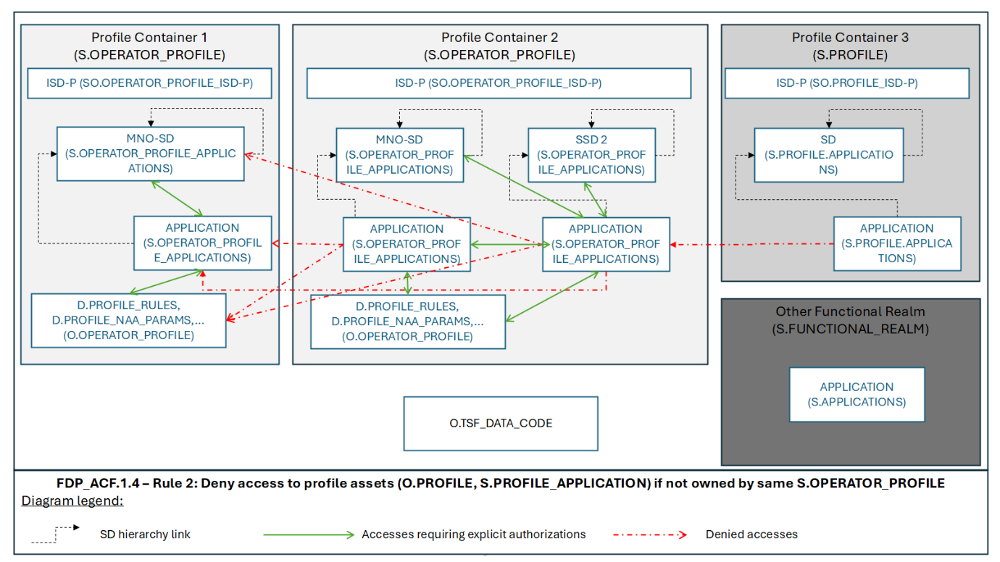 Profile Container 1
(S.OPERATOR_PROFILE)
ISD-P (SO.OPERATOR_PROFILE_ISD-P)
MNO-SD
(S.OPERATOR_PROFILE_APPLIC
ATIONS)
APPLICATION
(S.OPERATOR_PROFIL
E_APPLICATIONS)
D.PROFILE_RULES,
D.PROFILE_NAA_PARAMS,...
(O.OPERATOR_PROFILE)
Profile Container 2
(S.OPERATOR_PROFILE)
ISD-P (SO.OPERATOR_PROFILE_ISD-P)
MNO-SD
(S.OPERATOR_PROF
ILE_APPLICATIONS)
SSD 2
(S.OPERATOR_PROF
ILE_APPLICATIONS)
APPLICATION
(S.OPERATOR_PROF
ILE_APPLICATIONS)
APPLICATION
(S.OPERATOR_PROF
ILE_APPLICATIONS)
D.PROFILE_RULES,
D.PROFILE_NAA_PARAMS,...
(O.OPERATOR_PROFILE)
Profile Container 3
(S.PROFILE)
ISD-P (SO.PROFILE_ISD-P)
SD
(S.PROFILE.APPLICATIO
NS)
APPLICATION
(S.PROFILE.APPLICA
TIONS)
Other Functional Realm
(S.FUNCTIONAL_REALM)
APPLICATION
(S.APPLICATIONS)
O.TSF_DATA_CODE
FDP_ACF.1.4 – Rule 2: Deny access to profile assets (O.PROFILE, S.PROFILE_APPLICATION) if not owned by same S.OPERATOR_PROFILE
Diagram legend:
SD hierarchy link
Accesses requiring explicit authorizations
Denied accesses